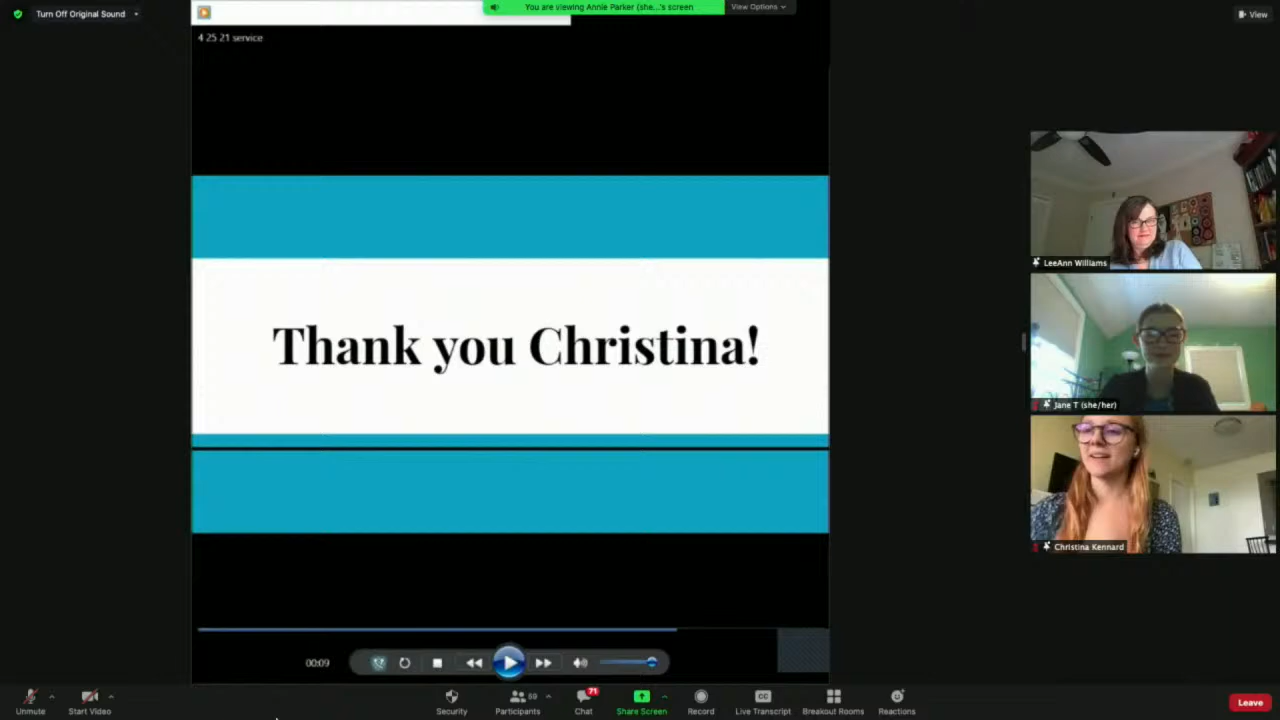 Turn Off Original Sound
You are viewing Annie Parker (she...'s screen
View Options
View
4 25 21 service
Thank you Christina!
LeeAnn Williams
Jane T (she/her)
Christina Kennard
00:09
Unmute
Start Video
Security
Participants
69
Chat
71
Share Screen
Record
CC
Live Transcript
Breakout Rooms
Reactions
Leave